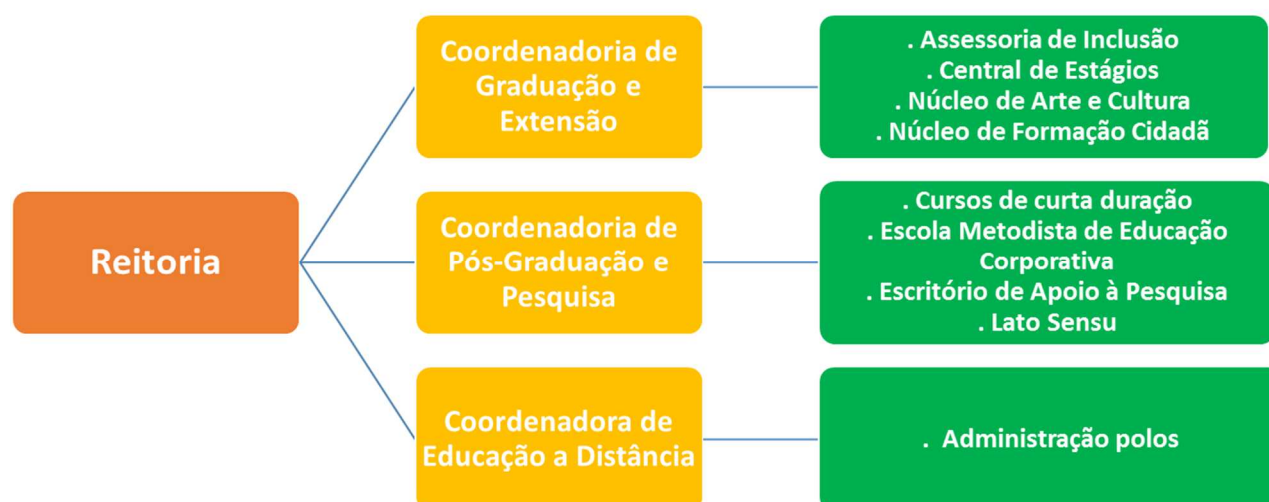 Reitoria
Coordenadoria de
Graduação e
Extensão
. Assessoria de Inclusão
. Central de Estágios
. Núcleo de Arte e Cultura
. Núcleo de Formação Cidadã
Coordenadoria de
Pós-Graduação e
Pesquisa
. Cursos de curta duração
. Escola Metodista de Educação
Corporativa
. Escritório de Apoio à Pesquisa
. Lato Sensu
Coordenadora de
Educação a Distância
. Administração polos